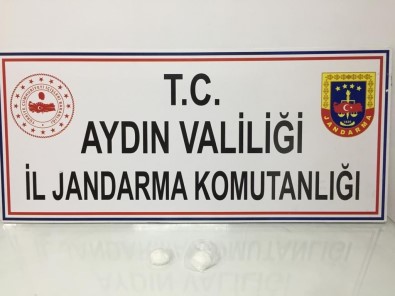 T.C.
AYDIN VALİLİĞİ
İL JANDARMA KOMUTANLIĞI
JANDARMA